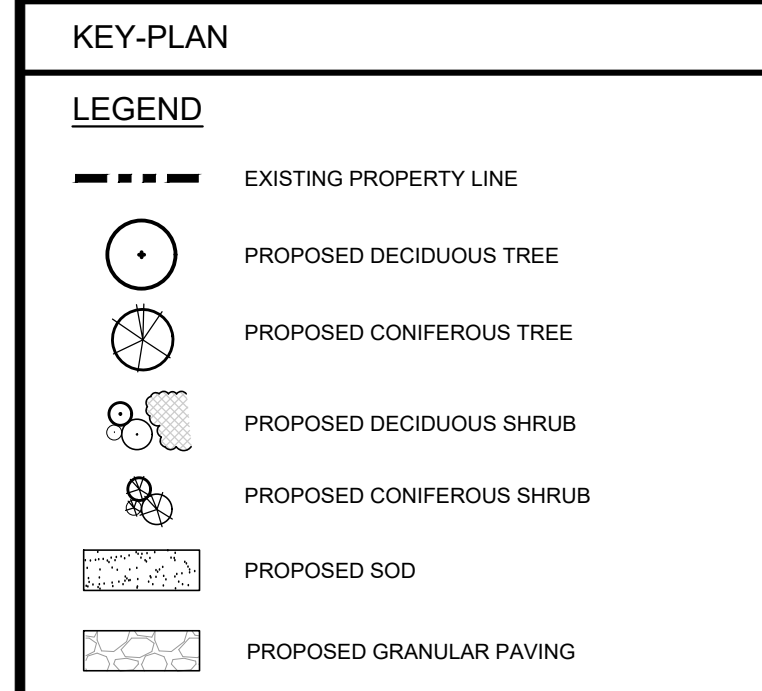 KEY-PLAN
LEGEND
EXISTING PROPERTY LINE
PROPOSED DECIDUOUS TREE
PROPOSED CONIFEROUS TREE
PROPOSED DECIDUOUS SHRUB
PROPOSED CONIFEROUS SHRUB
PROPOSED SOD
PROPOSED GRANULAR PAVING